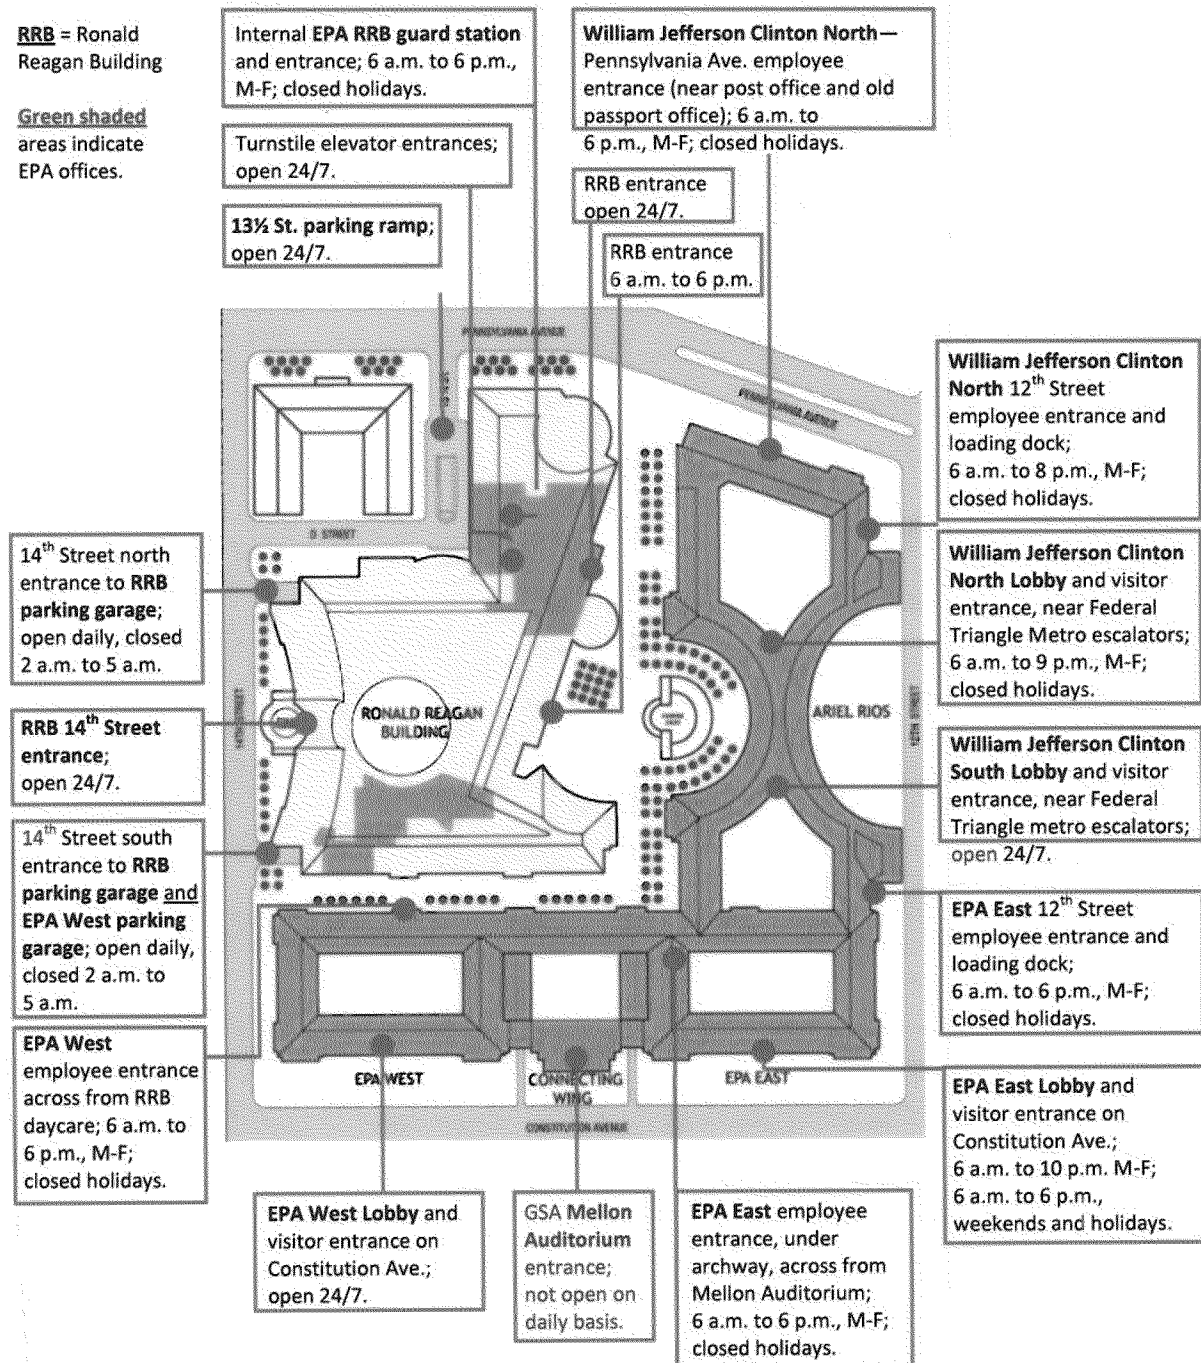 RRB = Ronald
Reagan Building
Green shaded
areas indicate
EPA offices.
Internal EPA RRB guard station
and entrance; 6 a.m. to 6 p.m.,
M-F; closed holidays.
Turnstile elevator entrances;
open 24/7.
13½ St. parking ramp;
open 24/7.
William Jefferson Clinton North—
Pennsylvania Ave. employee
entrance (near post office and old
passport office); 6 a.m. to
6 p.m., M-F; closed holidays.
RRB entrance
open 24/7.
RRB entrance
6 a.m. to 6 p.m.
PENNSYLVANIA AVENUE
PENNSYLVANIA AVENUE
D STREET
14TH STREET
RONALD REAGAN
BUILDING
ARIEL RIOS
12TH STREET
EPA WEST
CONNECTING
WING
EPA EAST
CONSTITUTION AVENUE
William Jefferson Clinton
North 12th Street
employee entrance and
loading dock;
6 a.m. to 8 p.m., M-F;
closed holidays.
William Jefferson Clinton
North Lobby and visitor
entrance, near Federal
Triangle Metro escalators;
6 a.m. to 9 p.m., M-F;
closed holidays.
William Jefferson Clinton
South Lobby and visitor
entrance, near Federal
Triangle metro escalators;
open 24/7.
EPA East 12th Street
employee entrance and
loading dock;
6 a.m. to 6 p.m., M-F;
closed holidays.
EPA East Lobby and
visitor entrance on
Constitution Ave.;
6 a.m. to 10 p.m. M-F;
6 a.m. to 6 p.m.,
weekends and holidays.
14th Street north
entrance to RRB
parking garage;
open daily, closed
2 a.m. to 5 a.m.
RRB 14th Street
entrance;
open 24/7.
14th Street south
entrance to RRB
parking garage and
EPA West parking
garage; open daily,
closed 2 a.m. to
5 a.m.
EPA West
employee entrance
across from RRB
daycare; 6 a.m. to
6 p.m., M-F;
closed holidays.
EPA West Lobby and
visitor entrance on
Constitution Ave.;
open 24/7.
GSA Mellon
Auditorium
entrance;
not open on
daily basis.
EPA East employee
entrance, under
archway, across from
Mellon Auditorium;
6 a.m. to 6 p.m., M-F;
closed holidays.